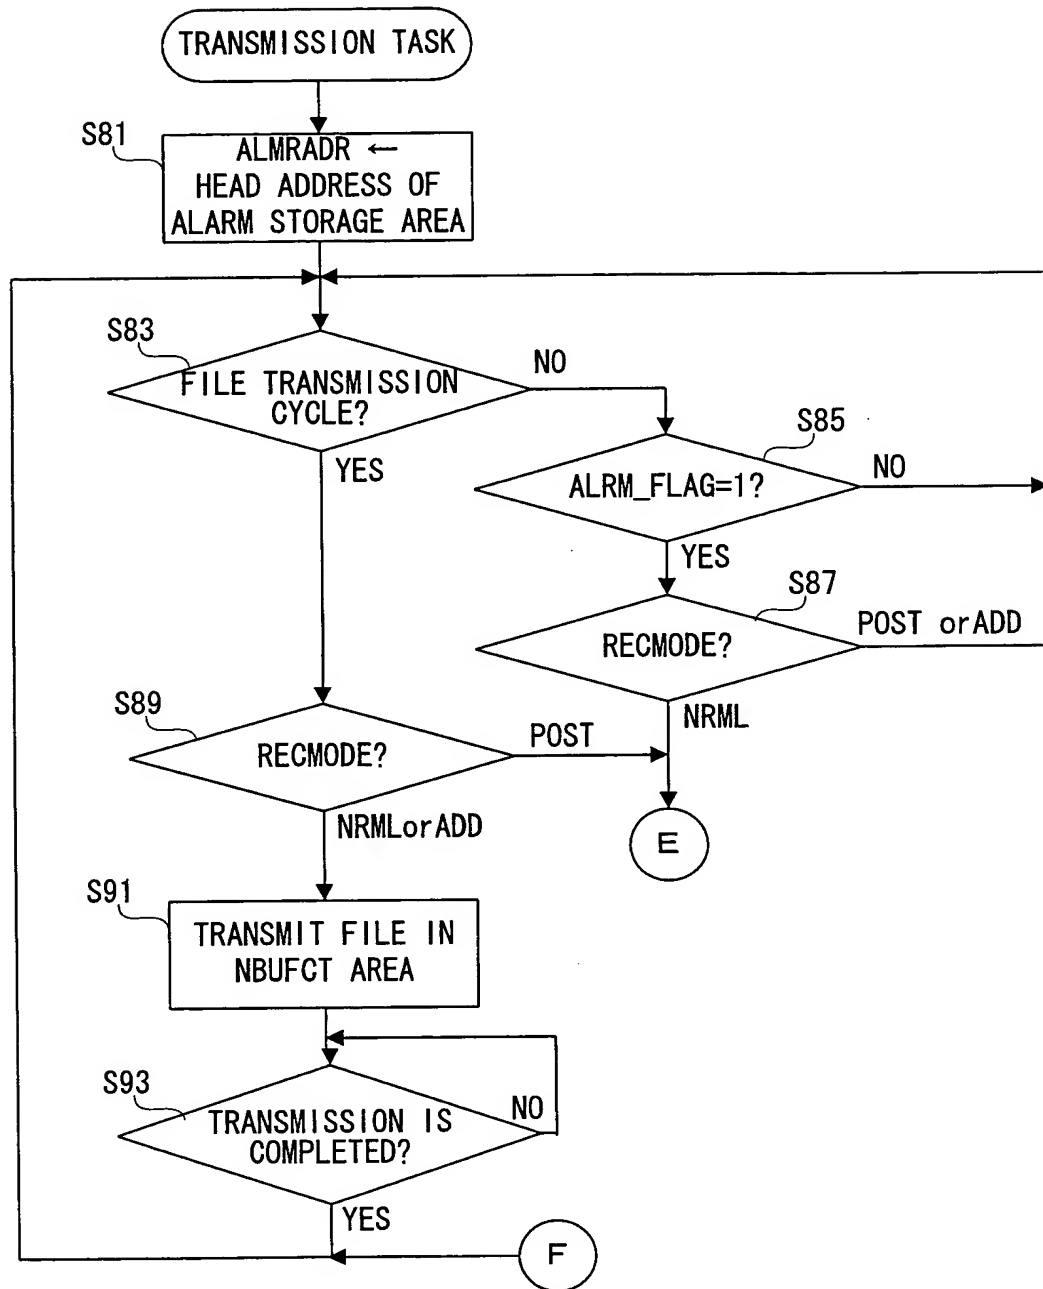 TRANSMISSION TASK
S81
ALMRADR ←
HEAD ADDRESS OF
ALARM STORAGE AREA
S83
NO
FILE TRANSMISSION
CYCLE?
YES
S85
ALRM_FLAG=1?
NO
YES
S87
RECMODE?
POST orADD
NRML
S89
RECMODE?
POST
NRMLorADD
E
S91
TRANSMIT FILE IN
NBUFCT AREA
S93
TRANSMISSION IS
COMPLETED?
NO
YES
F